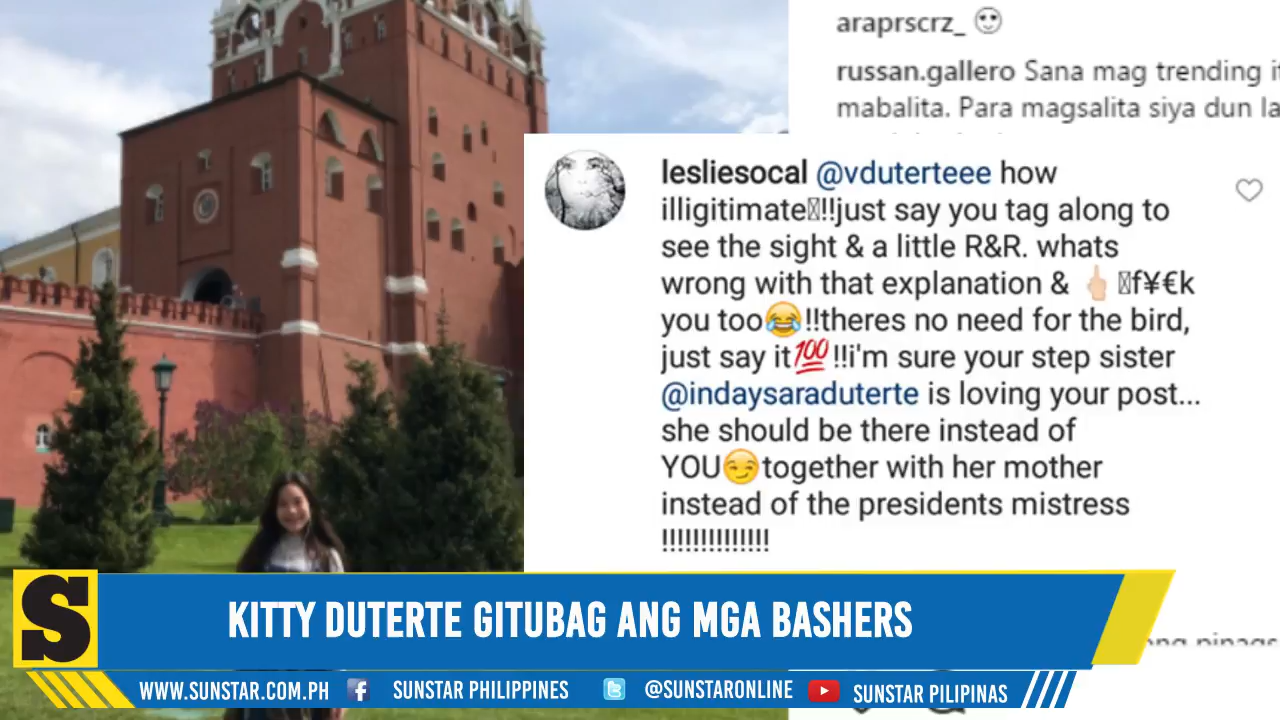 araprscrz_ 🙂
russan.gallero Sana mag trending it
mabalita. Para magsalita siya dun la
lesliesocal @vduterteee how
illigitimate!!just say you tag along to
see the sight & a little R&R. whats
wrong with that explanation & 🖕🏻f¥€k
you too😂!!theres no need for the bird,
just say it💯!!i'm sure your step sister
@indaysaraduterte is loving your post...
she should be there instead of
YOU😏together with her mother
instead of the presidents mistress
!!!!!!!!!!!!!!
S
KITTY DUTERTE GITUBAG ANG MGA BASHERS
WWW.SUNSTAR.COM.PH f SUNSTAR PHILIPPINES @SUNSTARONLINE SUNSTAR PILIPINAS